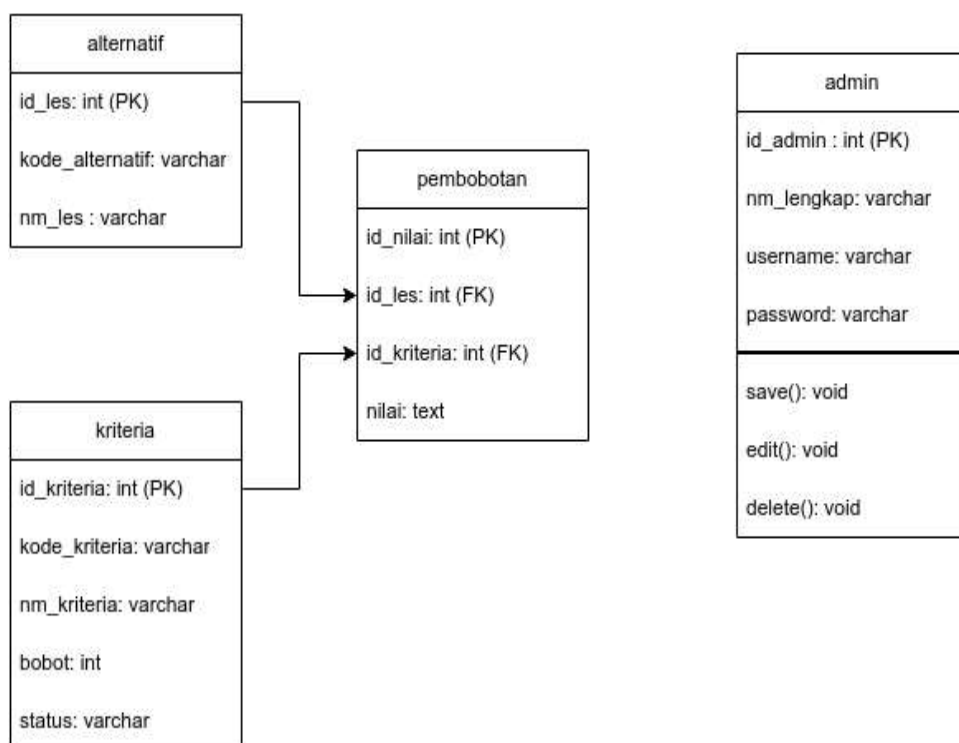 alternatif
id_les: int (PK)
kode_alternatif: varchar
nm_les : varchar
kriteria
id_kriteria: int (PK)
kode_kriteria: varchar
nm_kriteria: varchar
bobot: int
status: varchar
pembobotan
id_nilai: int (PK)
id_les: int (FK)
id_kriteria: int (FK)
nilai: text
admin
id_admin : int (PK)
nm_lengkap: varchar
username: varchar
password: varchar
save(): void
edit(): void
delete(): void